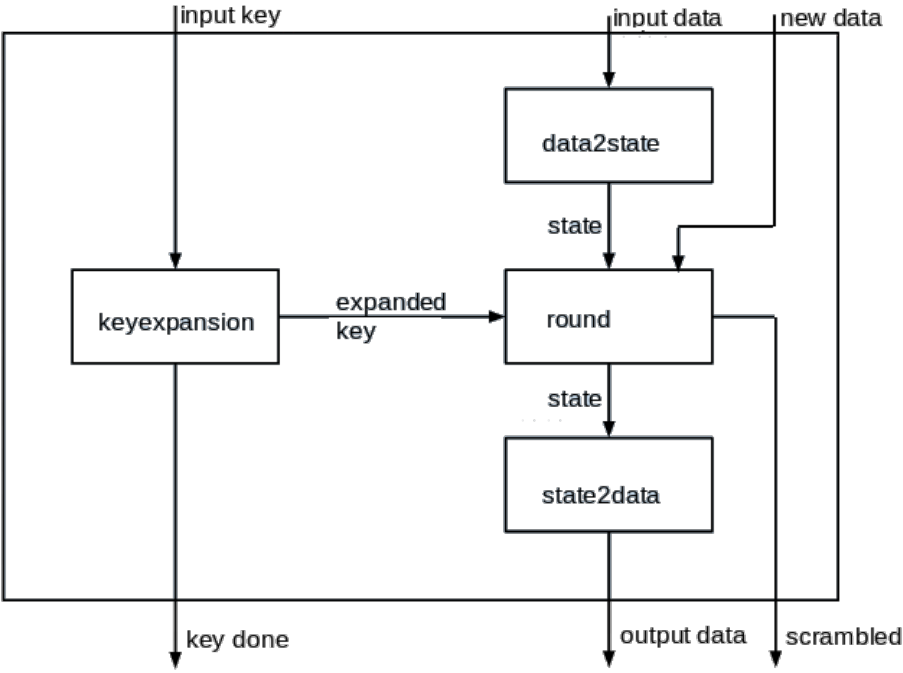 input key
input data
new data
data2state
state
expanded
key
keyexpansion
round
state
state2data
key done
output data
scrambled